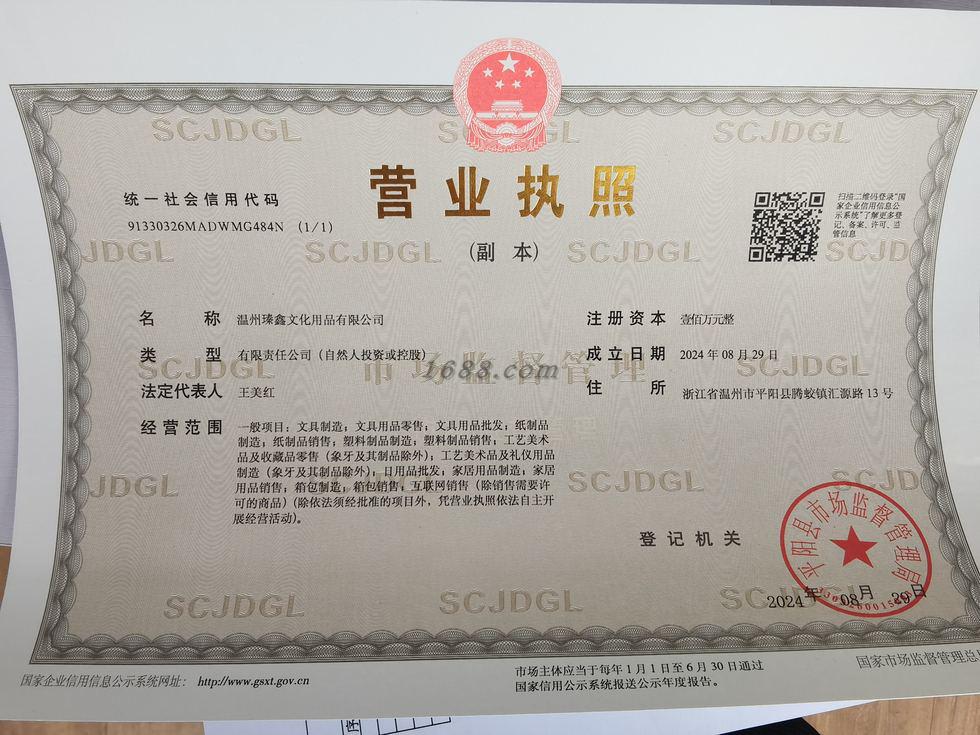 营业执照
(副 本)
统一社会信用代码
91330326MADWMG484N (1/1)
扫描二维码登录“国
家企业信用信息公
示系统”了解更多登
记、备案、许可、监
管信息
名 称 温州瑧鑫文化用品有限公司
类 型 有限责任公司（自然人投资或控股）
法定代表人 王美红
经营范围 一般项目：文具制造；文具用品零售；文具用品批发；纸制品
制造；纸制品销售；塑料制品制造；塑料制品销售；工艺美术
品及收藏品零售（象牙及其制品除外）；工艺美术品及礼仪用品
制造（象牙及其制品除外）；日用品批发；家居用品制造；家居
用品销售；箱包制造；箱包销售；互联网销售（除销售需要许
可的商品）(除依法须经批准的项目外，凭营业执照依法自主开
展经营活动)。
注册资本 壹佰万元整
成立日期 2024年08月29日
住 所 浙江省温州市平阳县腾蛟镇汇源路13号
登记机关
平阳县市场监督管理局
2024年 08月 29日
SCJDGL
SCJDGL
SCJDGL
JDGL
SCJDGL
SCJDGL
SCJD
SCJDGL
市场监督管理
SCJDGL
JDGL
SCJDGL
SCJD
SCJDGL
SCJDGL
SC
1688.com
国家企业信用信息公示系统网址： http://www.gsxt.gov.cn
市场主体应当于每年1月1日至6月30日通过
国家信用公示系统报送公示年度报告。
国家市场监督管理总